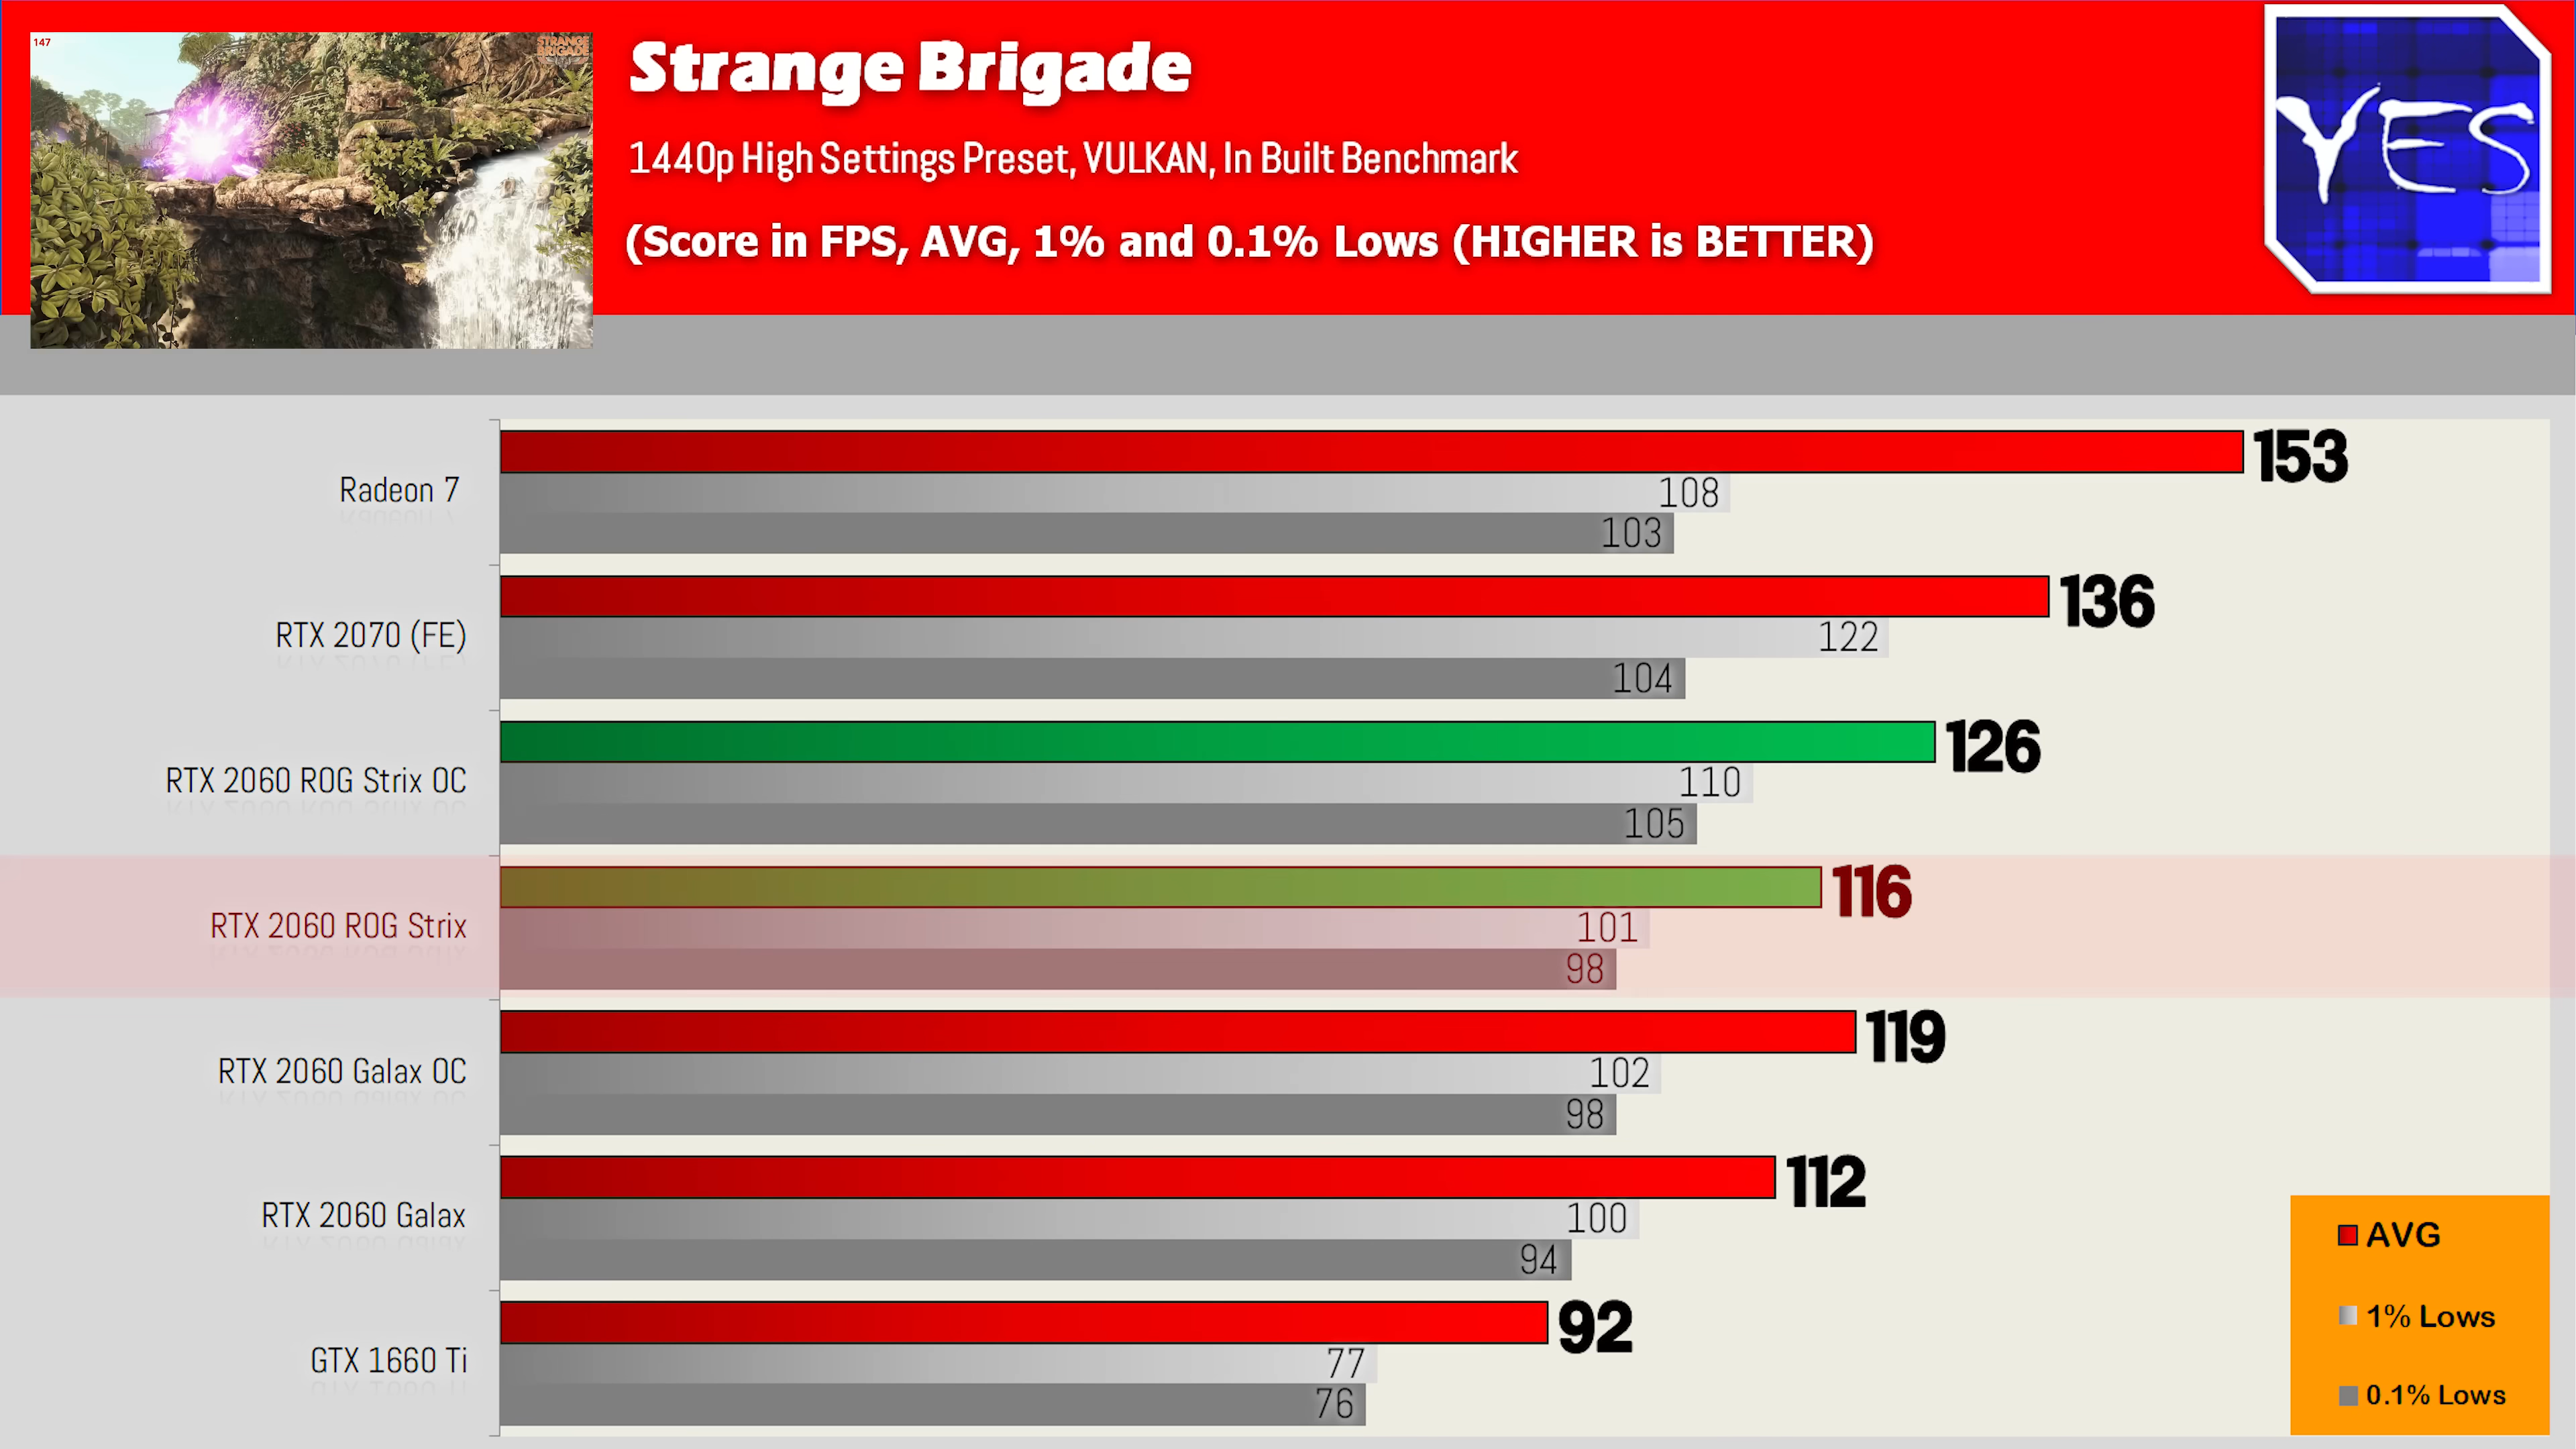 147
STRANGE
BRIGADE
Strange Brigade
1440p High Settings Preset, VULKAN, In Built Benchmark
(Score in FPS, AVG, 1% and 0.1% Lows (HIGHER is BETTER)
YES
Radeon 7
153
108
103
RTX 2070 (FE)
136
122
104
RTX 2060 ROG Strix OC
126
110
105
RTX 2060 ROG Strix
116
101
98
RTX 2060 Galax OC
119
102
98
RTX 2060 Galax
112
100
94
GTX 1660 Ti
92
77
76
AVG
1% Lows
0.1% Lows